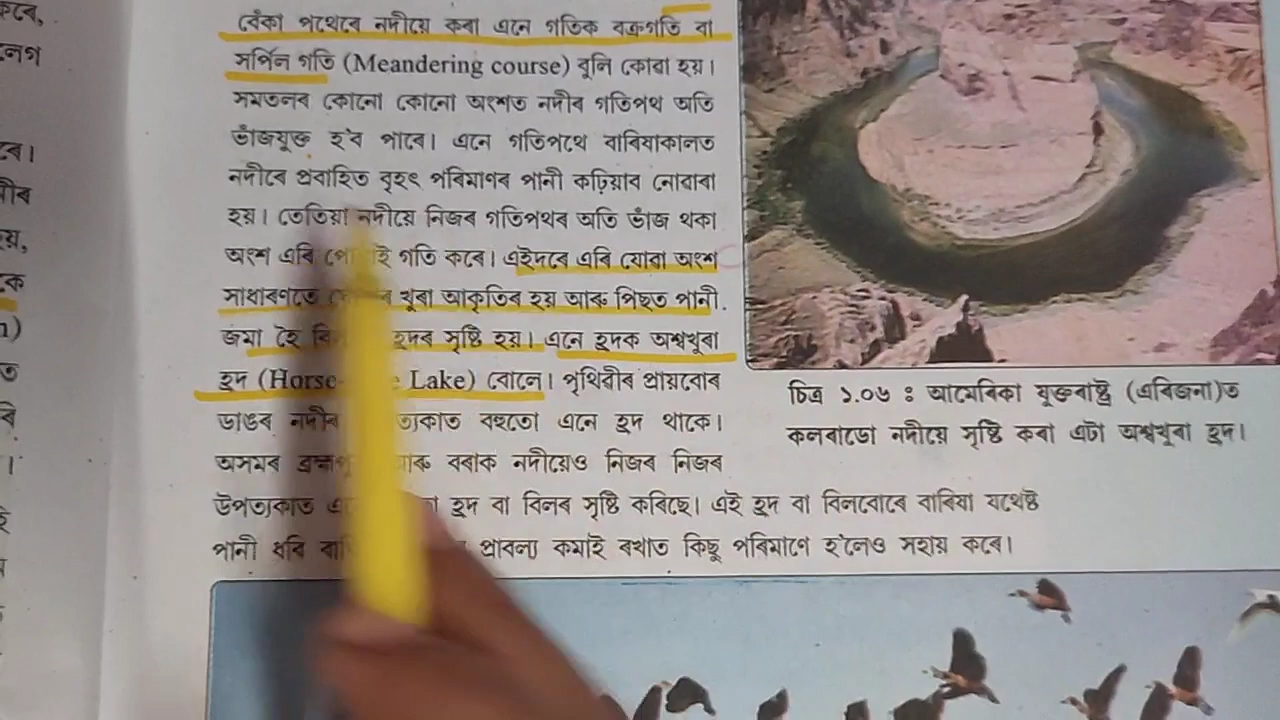 কৰে,
লগ
ৰে।
হয়,
কে
n)
ত
ৰি
।
বেঁকা পথেৰে নদীয়ে কৰা এনে গতিক বক্ৰগতি বা
সৰ্পিল গতি (Meandering course) বুলি কোৱা হয়।
সমতলৰ কোনো কোনো অংশত নদীৰ গতিপথ অতি
ভাঁজযুক্ত হ'ব পাৰে। এনে গতিপথে বাৰিষাকালত
নদীৰে প্ৰবাহিত বৃহৎ পৰিমাণৰ পানী কঢ়িয়াব নোৱাৰা
হয়। তেতিয়া নদীয়ে নিজৰ গতিপথৰ অতি ভাঁজ থকা
অংশ এৰি গতি কৰে। এইদৰে এৰি যোৱা অংশ
সাধাৰণতে খুৰা আকৃতিৰ হয় আৰু পিছত পানী
জমা হৈ হ্ৰদৰ সৃষ্টি হয়। এনে হ্ৰদক অশ্বখুৰা
হ্ৰদ (Horse Lake) বোলে। পৃথিৱীৰ প্ৰায়বোৰ
ডাঙৰ নদীৰ বহুতো এনে হ্ৰদ থাকে।
অসমৰ বৰাক নদীয়েও নিজৰ নিজৰ
উপত্যকাত হ্ৰদ বা বিলৰ সৃষ্টি কৰিছে। এই হ্ৰদ বা বিলবোৰে বাৰিষা যথেষ্ট
পানী ধৰি প্ৰাবল্য কমাই ৰখাত কিছু পৰিমাণে হ'লেও সহায় কৰে।
চিত্ৰ ১.০৬ : আমেৰিকা যুক্তৰাষ্ট্ৰ (এৰিজনা)ত
কলৰাডো নদীয়ে সৃষ্টি কৰা এটা অশ্বখুৰা হ্ৰদ।